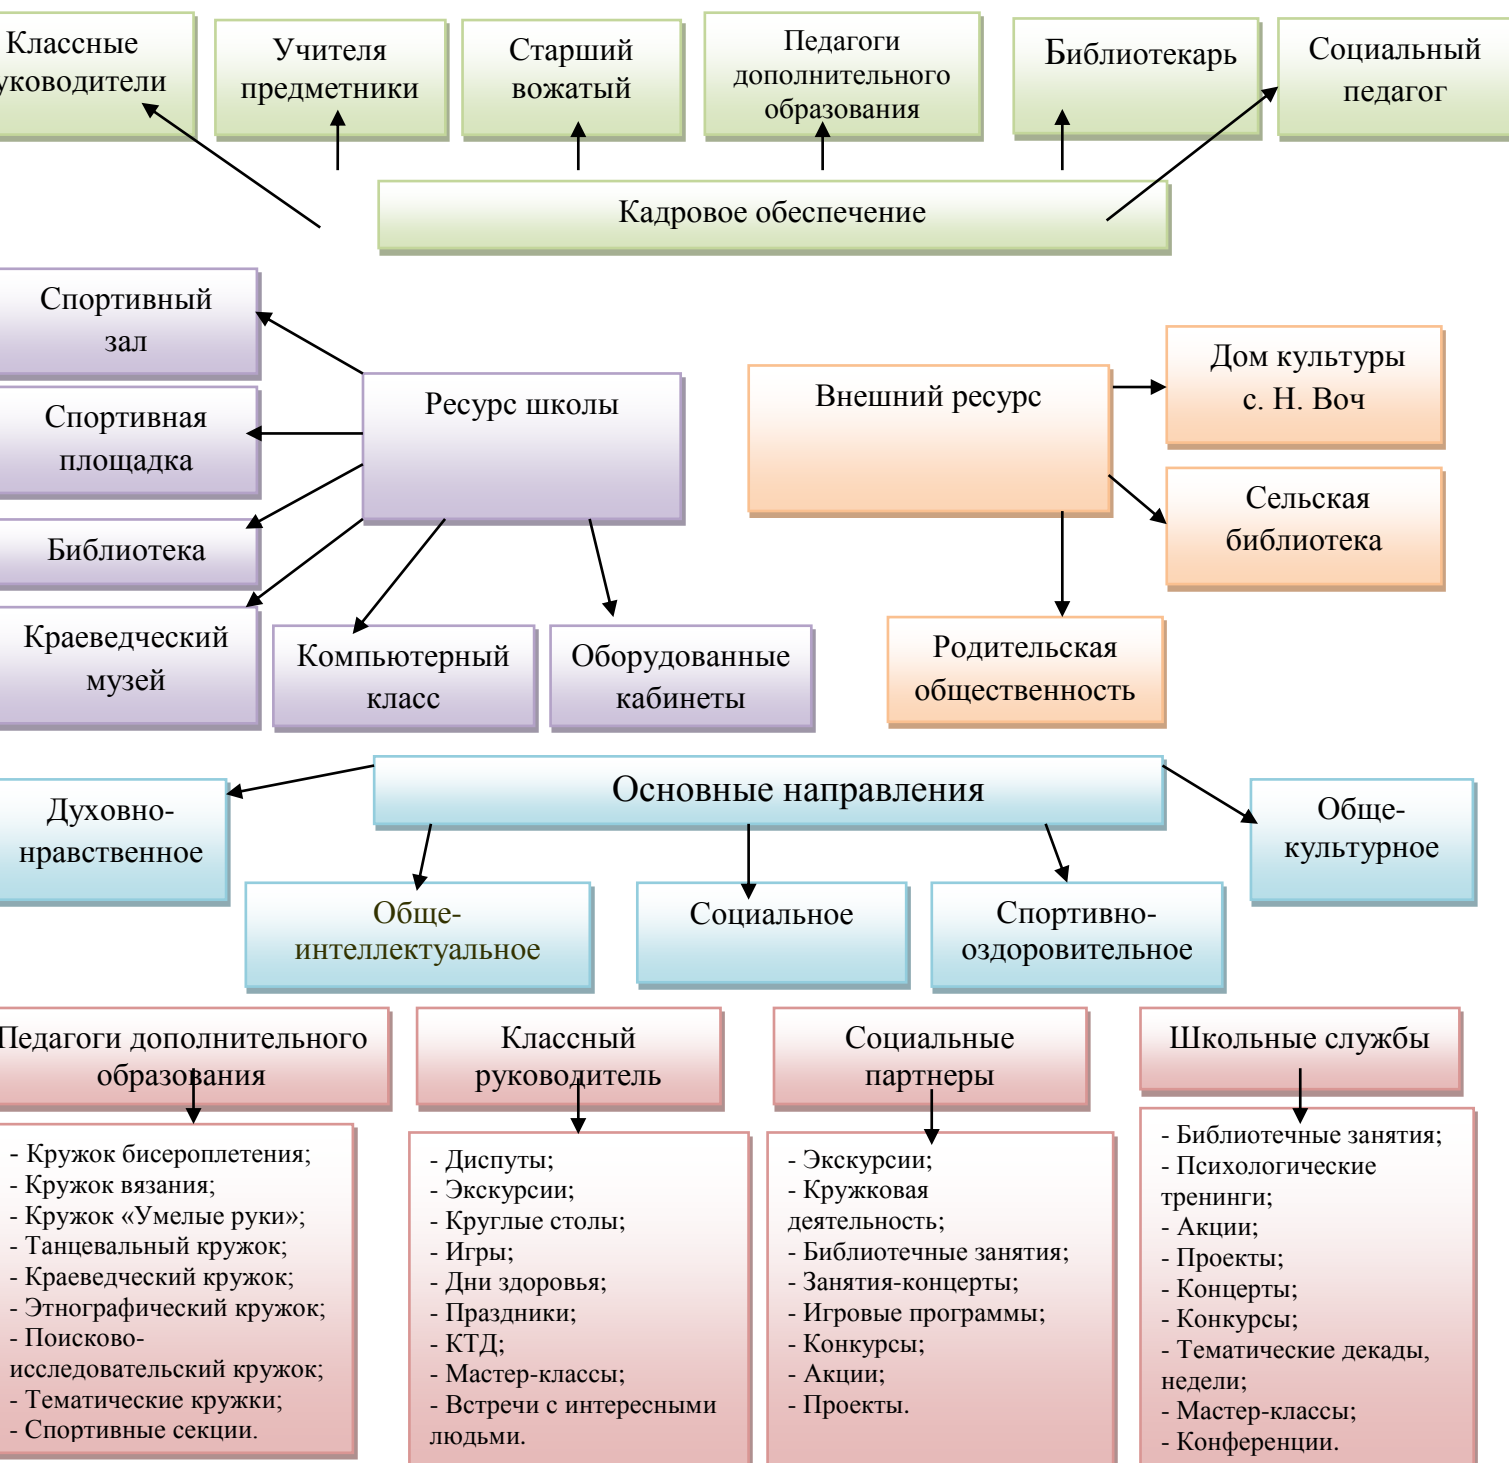 Классные
уководители
Учителя
предметники
Старший
вожатый
Педагоги
дополнительного
образования
Библиотекарь
Социальный
педагог
Кадровое обеспечение
Спортивный
зал
Спортивная
площадка
Библиотека
Краеведческий
музей
Ресурс школы
Компьютерный
класс
Оборудованные
кабинеты
Внешний ресурс
Дом культуры
с. Н. Воч
Сельская
библиотека
Родительская
общественность
Основные направления
Духовно-
нравственное
Обще-
интеллектуальное
Социальное
Спортивно-
оздоровительное
Обще-
культурное
Педагоги дополнительного
образования
- Кружок бисероплетения;
- Кружок вязания;
- Кружок «Умелые руки»;
- Танцевальный кружок;
- Краеведческий кружок;
- Этнографический кружок;
- Поисково-
исследовательский кружок;
- Тематические кружки;
- Спортивные секции.
Классный
руководитель
- Диспуты;
- Экскурсии;
- Круглые столы;
- Игры;
- Дни здоровья;
- Праздники;
- КТД;
- Мастер-классы;
- Встречи с интересными
людьми.
Социальные
партнеры
- Экскурсии;
- Кружковая
деятельность;
- Библиотечные занятия;
- Занятия-концерты;
- Игровые программы;
- Конкурсы;
- Акции;
- Проекты.
Школьные службы
- Библиотечные занятия;
- Психологические
тренинги;
- Акции;
- Проекты;
- Концерты;
- Конкурсы;
- Тематические декады,
недели;
- Мастер-классы;
- Конференции.